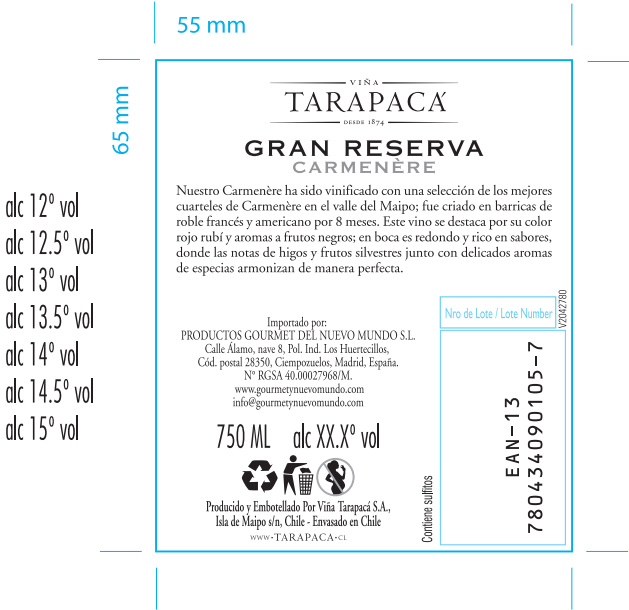 55 mm
65 mm
VIÑA
TARAPACÁ
DESDE 1874
GRAN RESERVA
CARMENÈRE
Nuestro Carmenère ha sido vinificado con una selección de los mejores
cuarteles de Carmenère en el valle del Maipo; fue criado en barricas de
roble francés y americano por 8 meses. Este vino se destaca por su color
rojo rubí y aromas a frutos negros; en boca es redondo y rico en sabores,
donde las notas de higos y frutos silvestres junto con delicados aromas
de especias armonizan de manera perfecta.
alc 12º vol
alc 12.5º vol
alc 13º vol
alc 13.5º vol
alc 14º vol
alc 14.5º vol
alc 15º vol
Importado por:
PRODUCTOS GOURMET DEL NUEVO MUNDO S.L.
Calle Álamo, nave 8, Pol. Ind. Los Huertecillos,
Cód. postal 28350, Ciempozuelos, Madrid, España.
N° RGSA 40.00027968/M.
www.gourmetynuevomundo.com
info@gourmetynuevomundo.com
750 ML alc XX.Xº vol
Producido y Embotellado Por Viña Tarapacá S.A.,
Isla de Maipo s/n, Chile - Envasado en Chile
WWW•TARAPACA•CL
Contiene sulfitos
Nro de Lote / Lote Number
V2042780
EAN-13
7804340901057-7